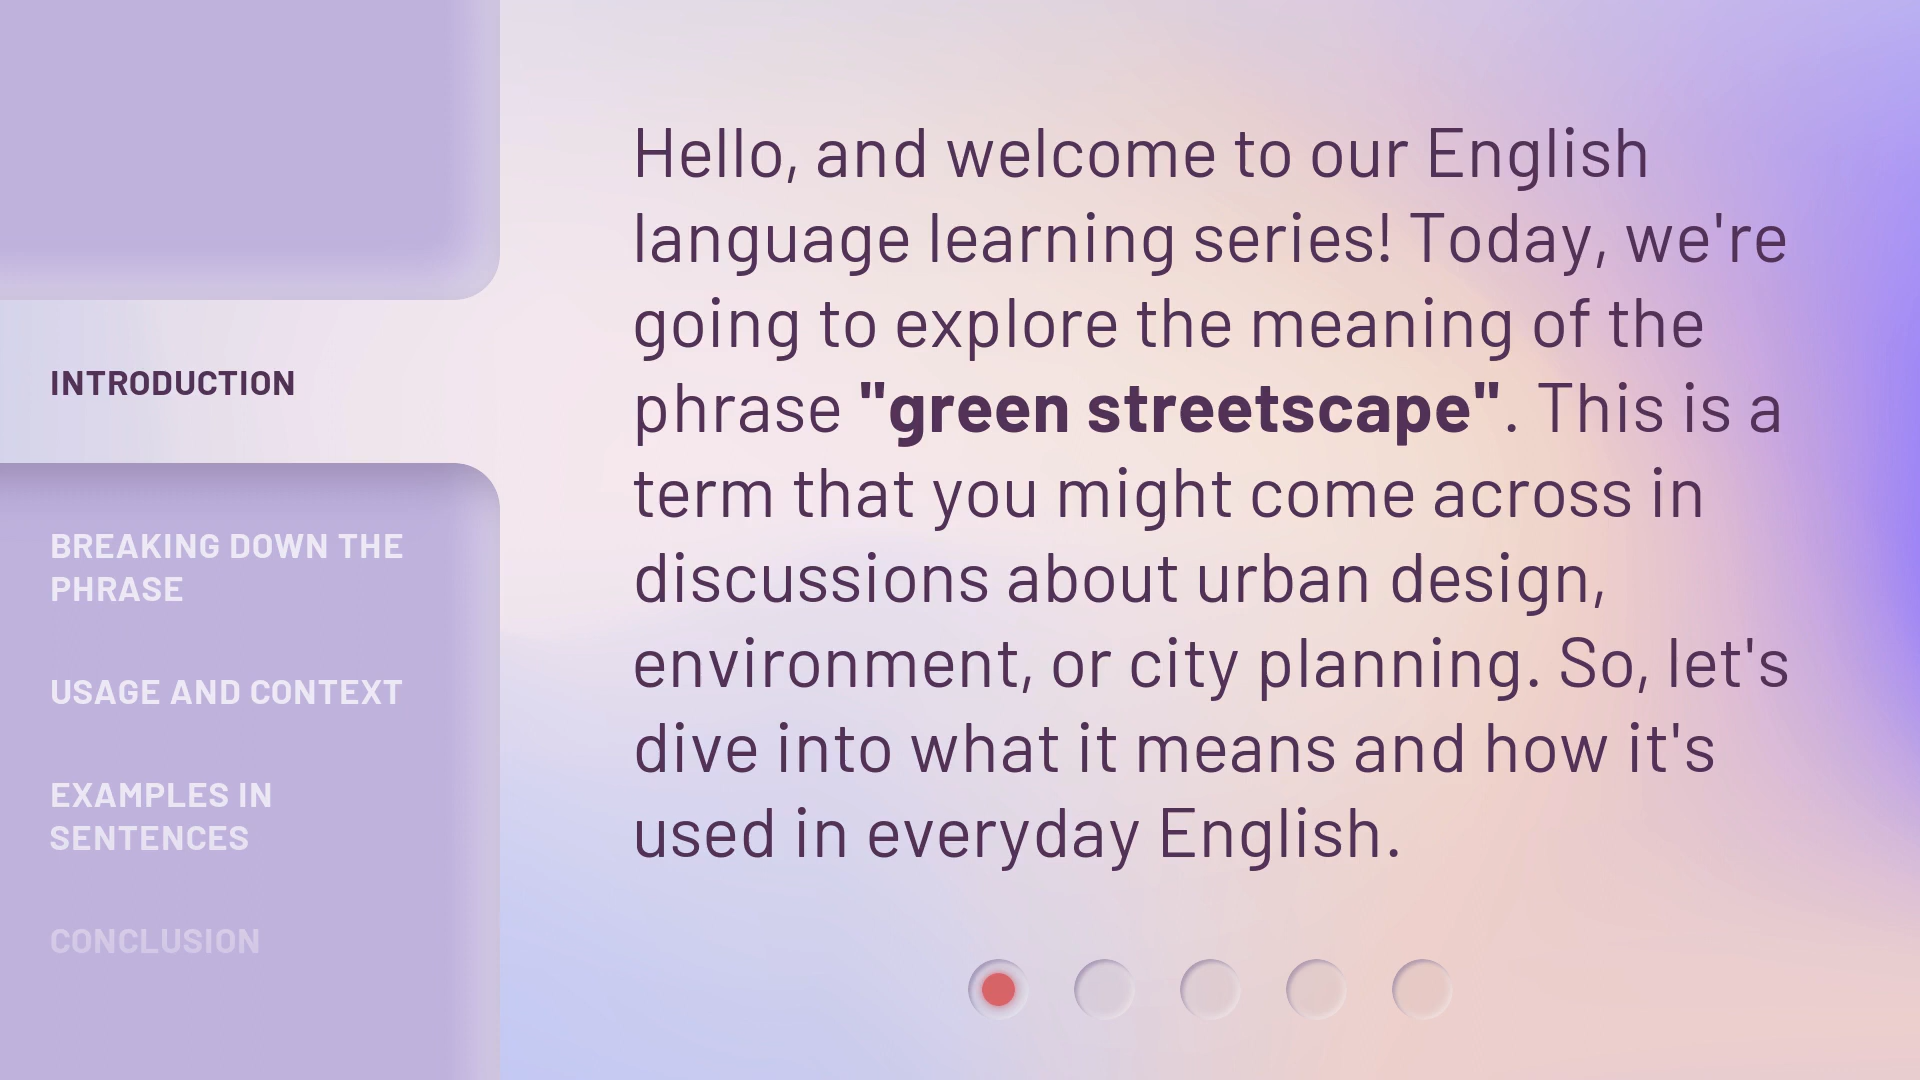 INTRODUCTION
BREAKING DOWN THE
PHRASE
USAGE AND CONTEXT
EXAMPLES IN
SENTENCES
CONCLUSION
Hello, and welcome to our English
language learning series! Today, we're
going to explore the meaning of the
phrase "green streetscape". This is a
term that you might come across in
discussions about urban design,
environment, or city planning. So, let's
dive into what it means and how it's
used in everyday English.